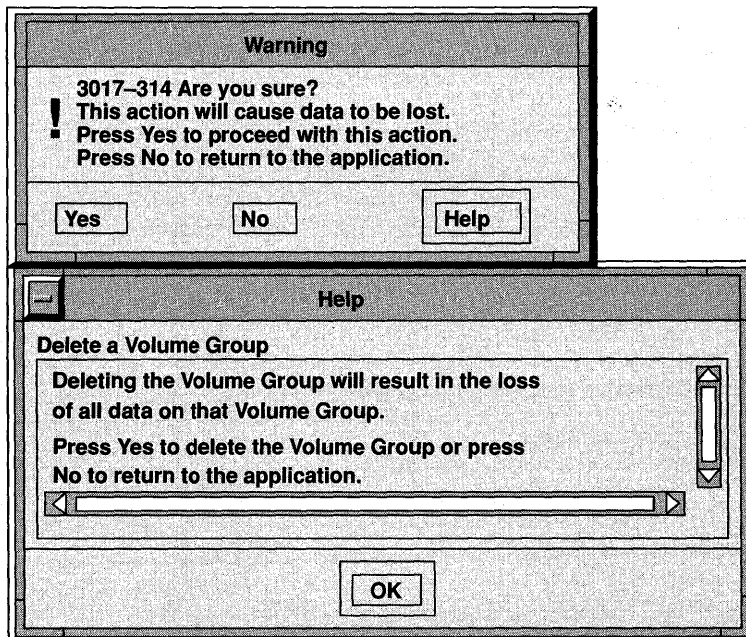 Warning
3017–314 Are you sure?
! This action will cause data to be lost.
Press Yes to proceed with this action.
Press No to return to the application.
Yes No Help
Help
Delete a Volume Group
Deleting the Volume Group will result in the loss
of all data on that Volume Group.
Press Yes to delete the Volume Group or press
No to return to the application.
OK